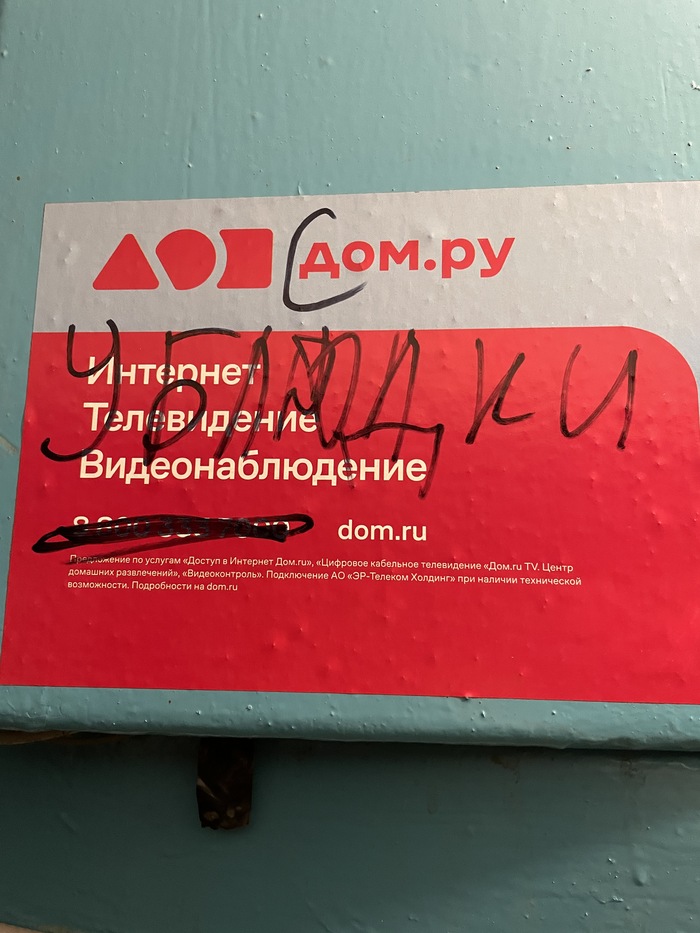 Сдом.ру
УБЛЮДКИ
Интернет
Телевидение
Видеонаблюдение
dom.ru
Предложение по услугам «Доступ в Интернет Дом.ru», «Цифровое кабельное телевидение «Дом.ru TV. Центр
домашних развлечений», «Видеоконтроль». Подключение АО «ЭР-Телеком Холдинг» при наличии технической
возможности. Подробности на dom.ru